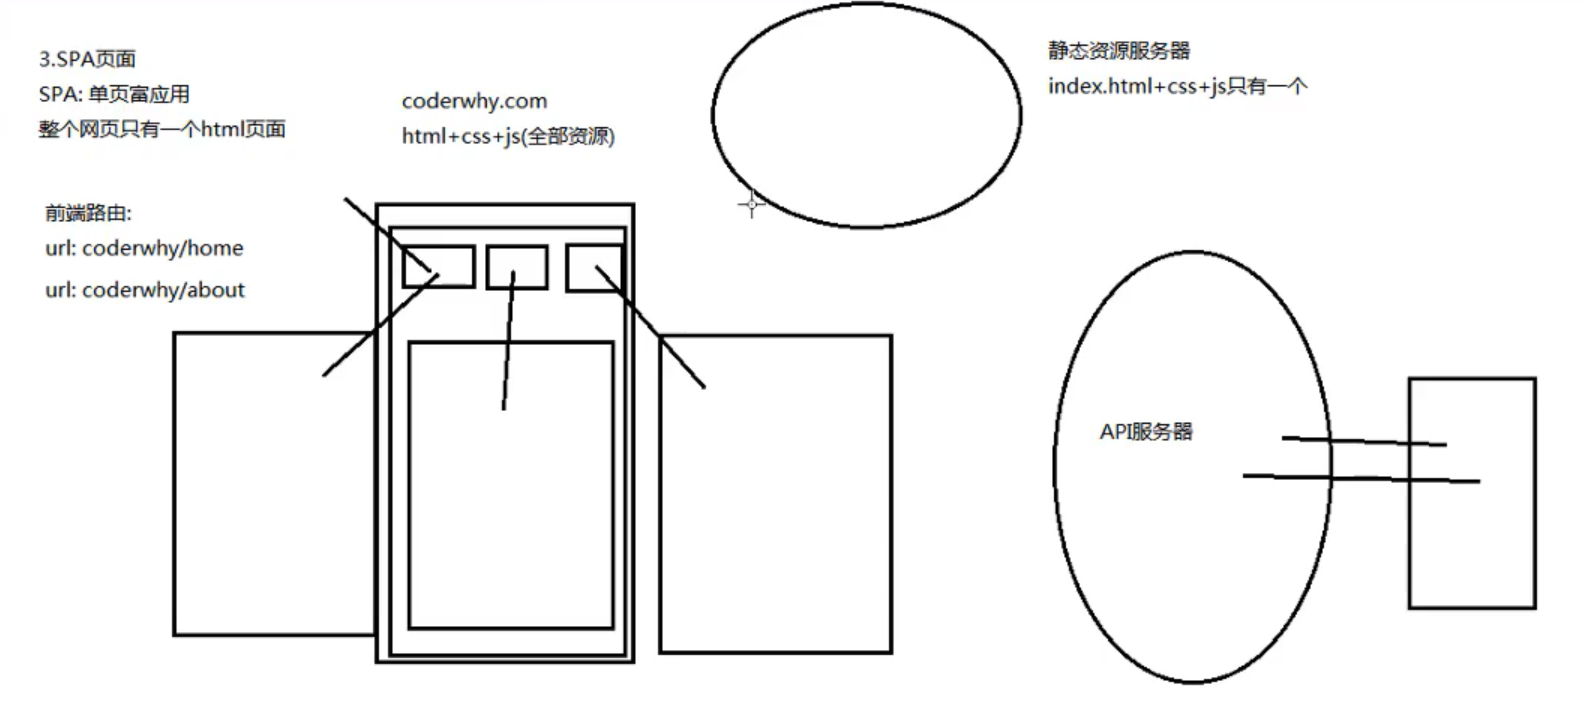 3.SPA页面
SPA: 单页富应用
整个网页只有一个html页面
前端路由:
url: coderwhy/home
url: coderwhy/about
coderwhy.com
html+css+js(全部资源)
静态资源服务器
index.html+css+js只有一个
API服务器